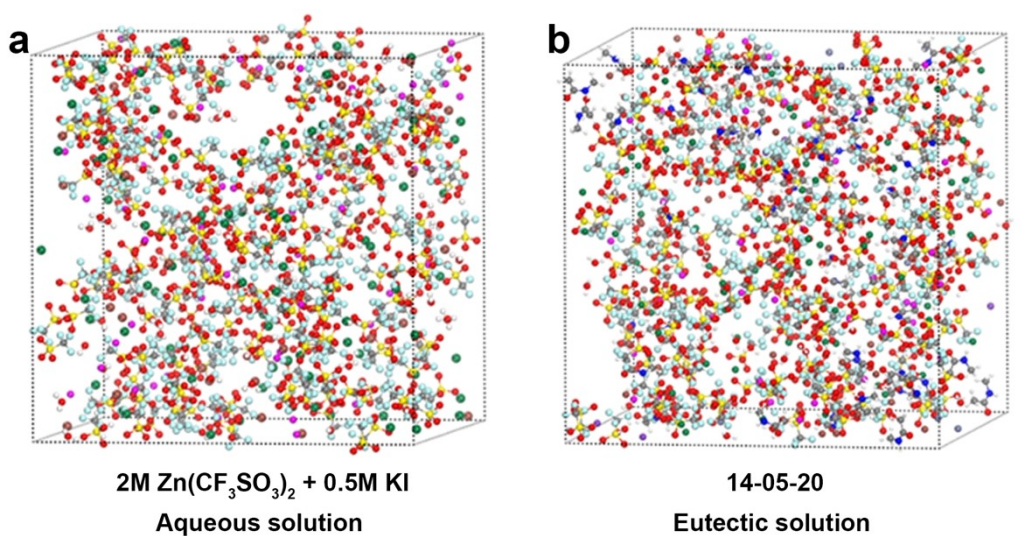 a
b
2M Zn(CF₃SO₃)₂ + 0.5M KI
Aqueous solution
14-05-20
Eutectic solution